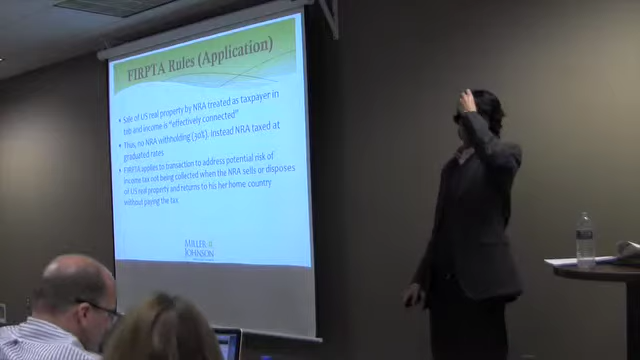 FIRPTA Rules (Application)
• Sale of US real property by NRA treated as taxpayer in
t&b and income is "effectively connected"
• Thus, no NRA withholding (30%). Instead NRA taxed at
graduated rates
• FIRPTA applies to transaction to address potential risk of
income tax not being collected when the NRA sells or disposes
of US real property and returns to his her home country
without paying the tax.
MILLER
JOHNSON